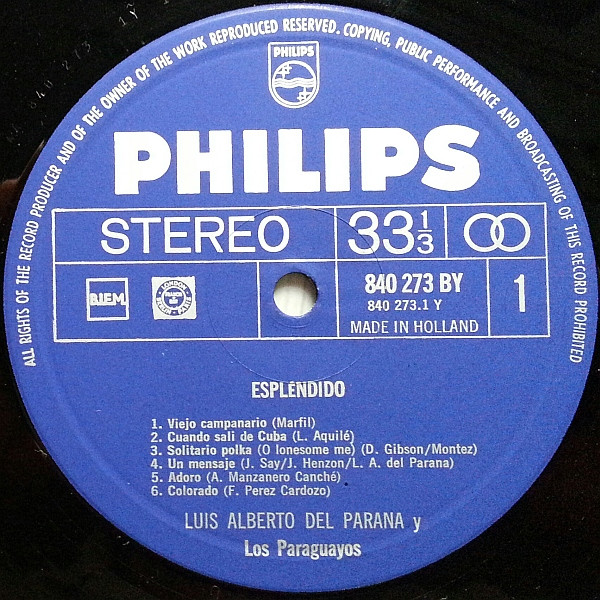 ALL RIGHTS OF THE RECORD PRODUCER AND OF THE OWNER OF THE WORK REPRODUCED RESERVED. COPYING, PUBLIC PERFORMANCE AND BROADCASTING OF THIS RECORD PROHIBITED
PHILIPS
PHILIPS
STEREO
33 1/3
BIEM
LONDON
840 273 BY
840 273.1 Y
MADE IN HOLLAND
1
ESPLÉNDIDO
1. Viejo campanario (Marfil)
2. Cuando sali de Cuba (L. Aquilé)
3. Solitario polka (O lonesome me) (D. Gibson/Montez)
4. Un mensaje (J. Say/J. Henzon/L. A. del Parana)
5. Adoro (A. Manzanero Canché)
6. Colorado (F. Perez Cardozo)
LUIS ALBERTO DEL PARANA y
Los Paraguayos